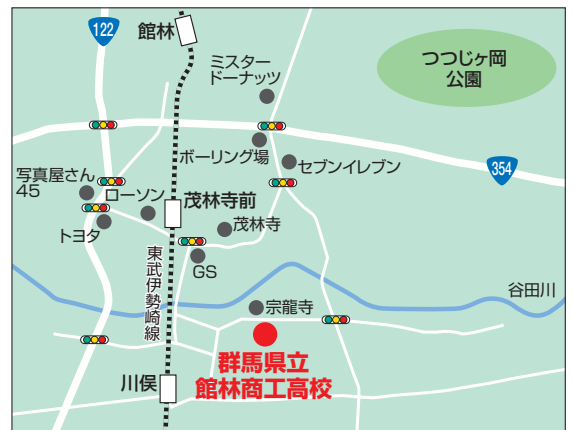 122
館林
ミスター
ドーナッツ
つつじヶ岡
公園
ボーリング場
セブンイレブン
354
写真屋さん
45
ローソン
茂林寺前
茂林寺
トヨタ
GS
東武伊勢崎線
谷田川
宗龍寺
群馬県立
館林商工高校
川俣